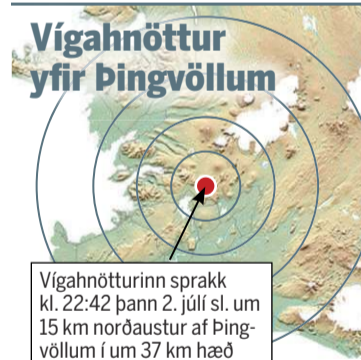 Vígahnöttur
yfir Þingvöllum
Vígahnötturinn sprakk
kl. 22:42 þann 2. júlí sl. um
15 km norðaustur af Þing-
völlum í um 37 km hæð